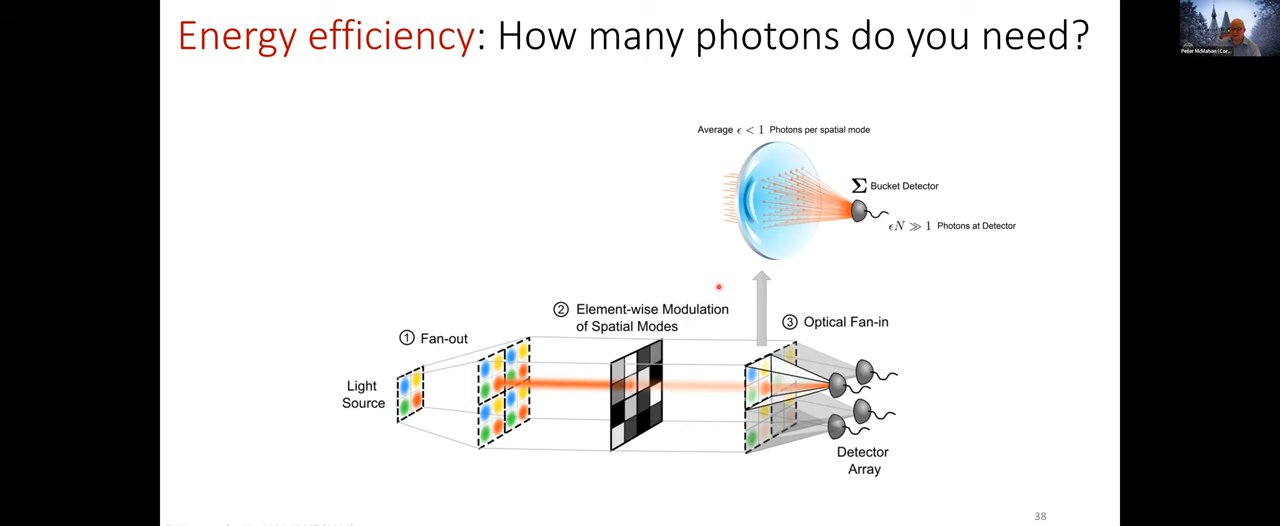 Energy efficiency: How many photons do you need?
Peter McMahon (Cor...
Average ϵ < 1 Photons per spatial mode
∑ Bucket Detector
ϵN ≫ 1 Photons at Detector
② Element-wise Modulation
of Spatial Modes
③ Optical Fan-in
① Fan-out
Light
Source
Detector
Array
38